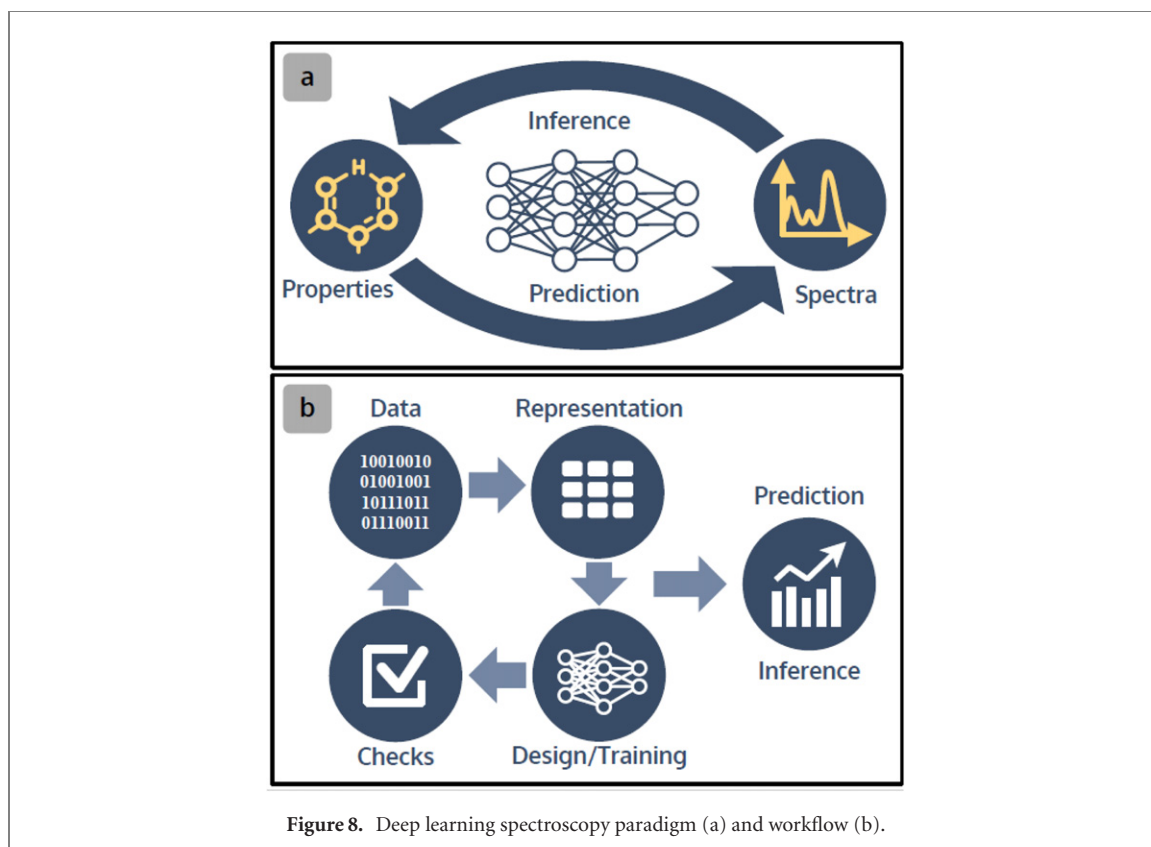 a
Inference
H
Properties
Prediction
Spectra
b
Data
Representation
10010010
01001001
10111011
01110011
Prediction
Inference
Checks
Design/Training
Figure 8. Deep learning spectroscopy paradigm (a) and workflow (b).